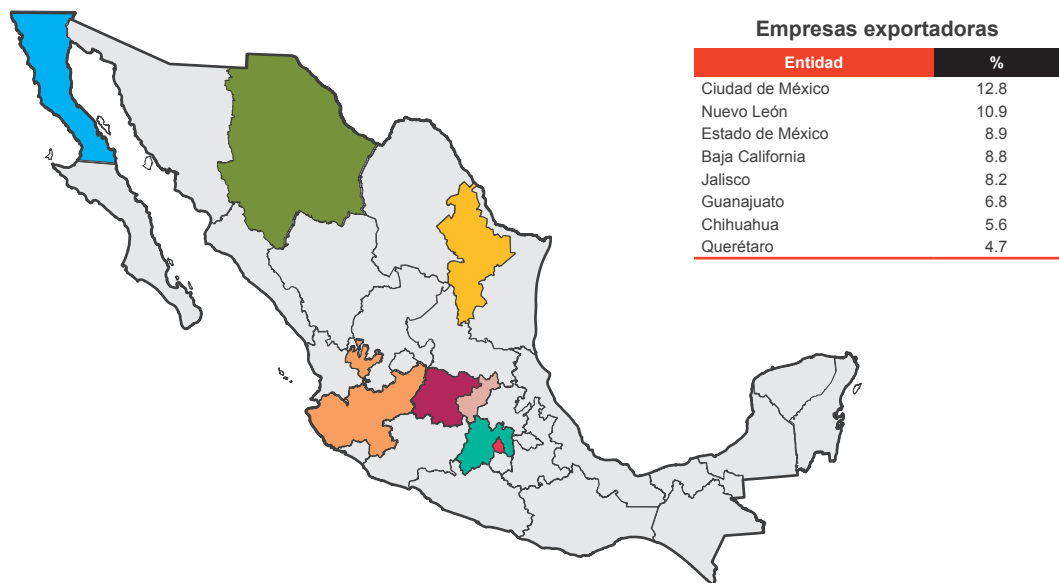 Empresas exportadoras
Entidad %
Ciudad de México 12.8
Nuevo León 10.9
Estado de México 8.9
Baja California 8.8
Jalisco 8.2
Guanajuato 6.8
Chihuahua 5.6
Querétaro 4.7